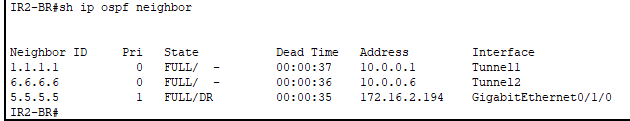 IR2-BR#sh ip ospf neighbor
Neighbor ID Pri State Dead Time Address Interface
1.1.1.1 0 FULL/ - 00:00:37 10.0.0.1 Tunnel1
6.6.6.6 0 FULL/ - 00:00:36 10.0.0.6 Tunnel2
5.5.5.5 1 FULL/DR 00:00:35 172.16.2.194 GigabitEthernet0/1/0
IR2-BR#